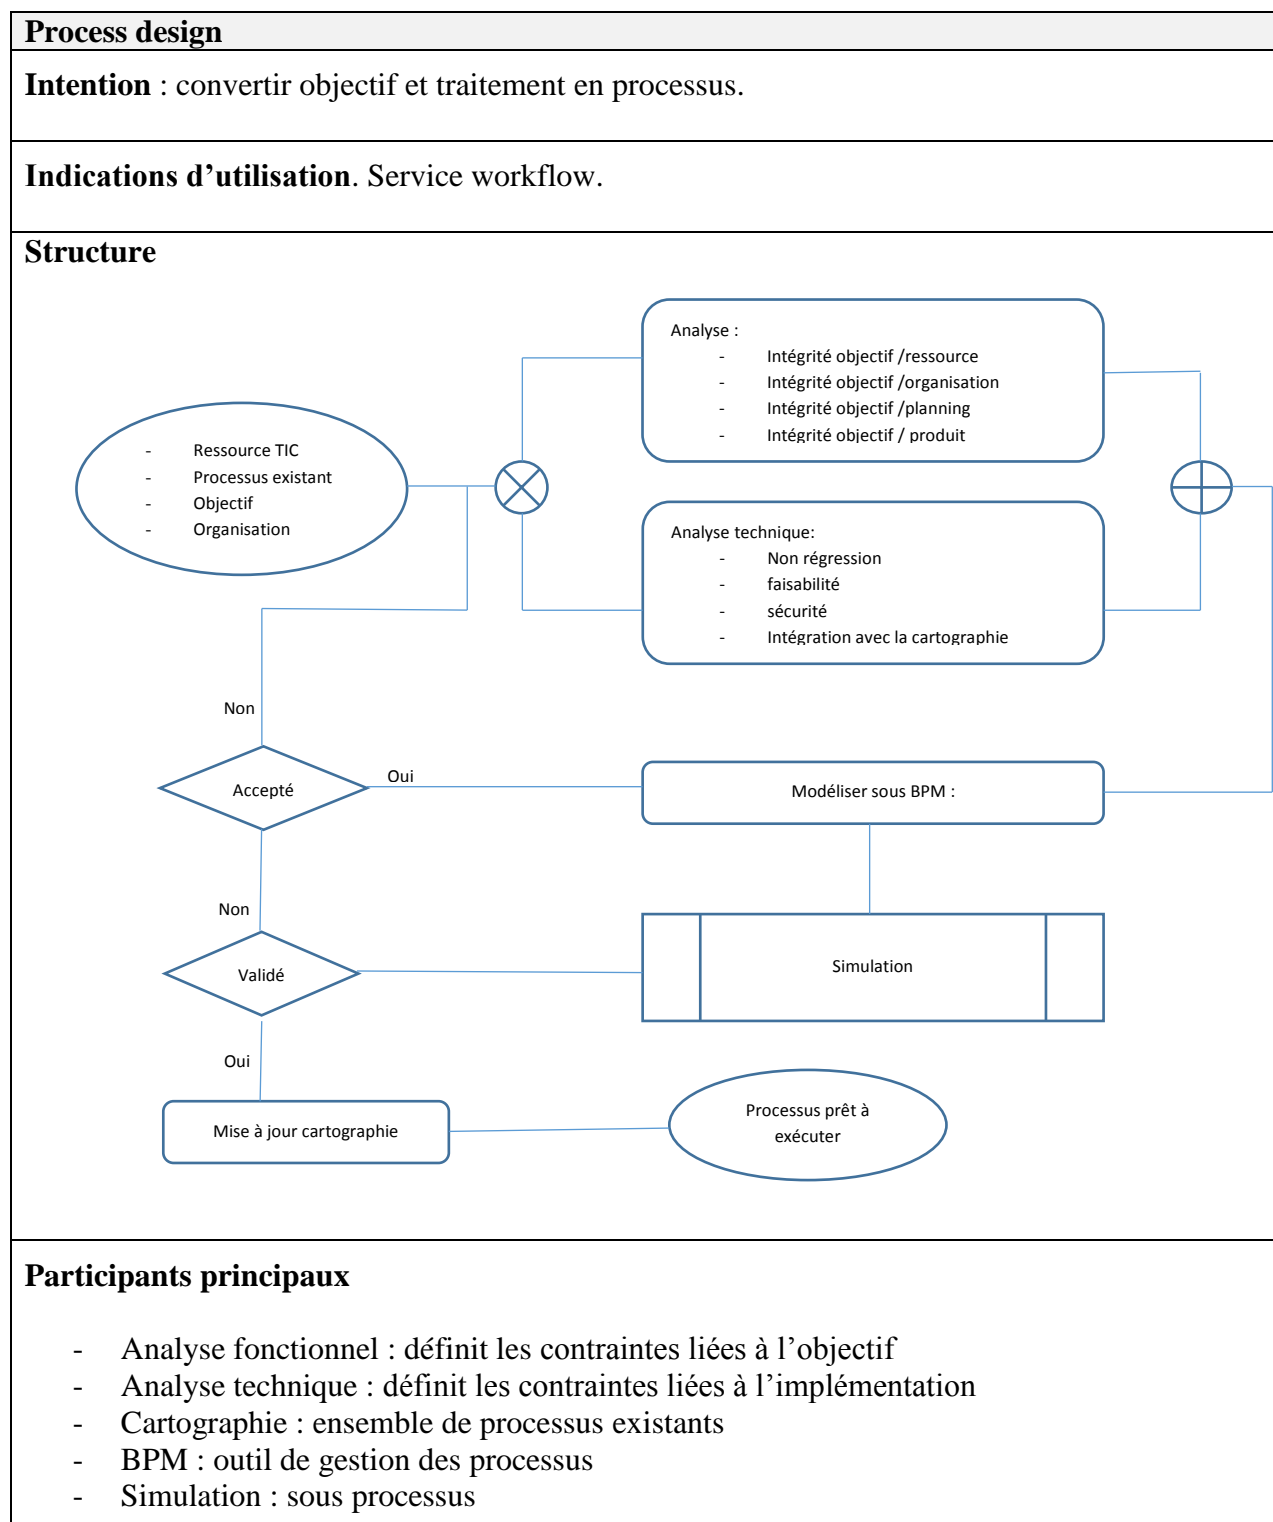 Process design
Intention : convertir objectif et traitement en processus.
Indications d’utilisation. Service workflow.
Structure
Analyse :
- Intégrité objectif /ressource
- Intégrité objectif /organisation
- Intégrité objectif /planning
- Intégrité objectif / produit
- Ressource TIC
- Processus existant
- Objectif
- Organisation
Analyse technique:
- Non régression
- faisabilité
- sécurité
- Intégration avec la cartographie
Non
Accepté
Oui
Modéliser sous BPM :
Non
Validé
Simulation
Oui
Mise à jour cartographie
Processus prêt à
exécuter
Participants principaux
- Analyse fonctionnel : définit les contraintes liées à l’objectif
- Analyse technique : définit les contraintes liées à l’implémentation
- Cartographie : ensemble de processus existants
- BPM : outil de gestion des processus
- Simulation : sous processus